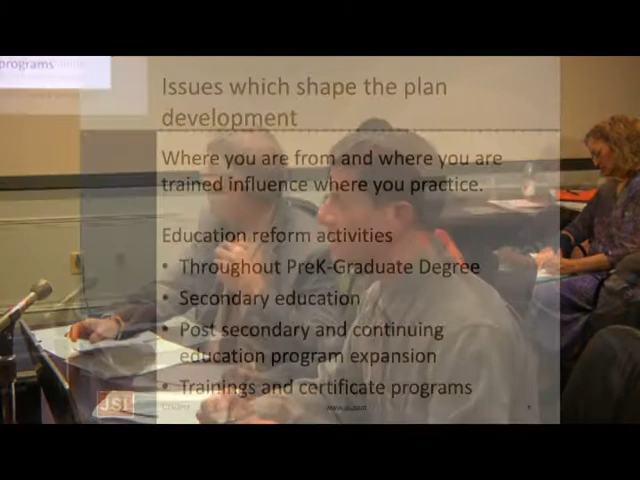 programs
Issues which shape the plan
development
Where you are from and where you are
trained influence where you practice.
Education reform activities
• Throughout PreK-Graduate Degree
• Secondary education
• Post secondary and continuing
education program expansion
• Trainings and certificate programs
JSI